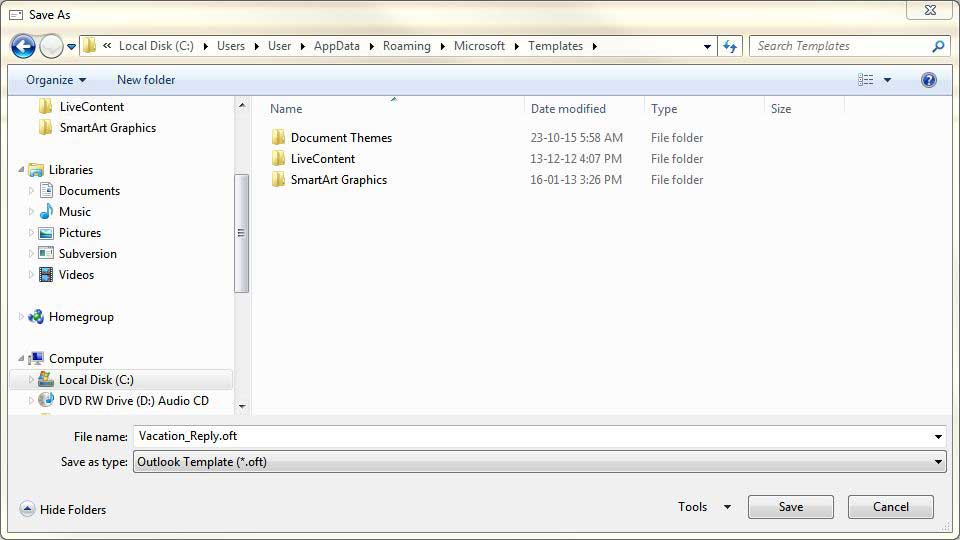 Save As
« Local Disk (C:) Users User AppData Roaming Microsoft Templates Search Templates
Organize New folder
LiveContent
SmartArt Graphics
Libraries
Documents
Music
Pictures
Subversion
Videos
Homegroup
Computer
Local Disk (C:)
DVD RW Drive (D:) Audio CD
Name Date modified Type Size
Document Themes 23-10-15 5:58 AM File folder
LiveContent 13-12-12 4:07 PM File folder
SmartArt Graphics 16-01-13 3:26 PM File folder
File name: Vacation_Reply.oft
Save as type: Outlook Template (*.oft)
Hide Folders Tools Save Cancel